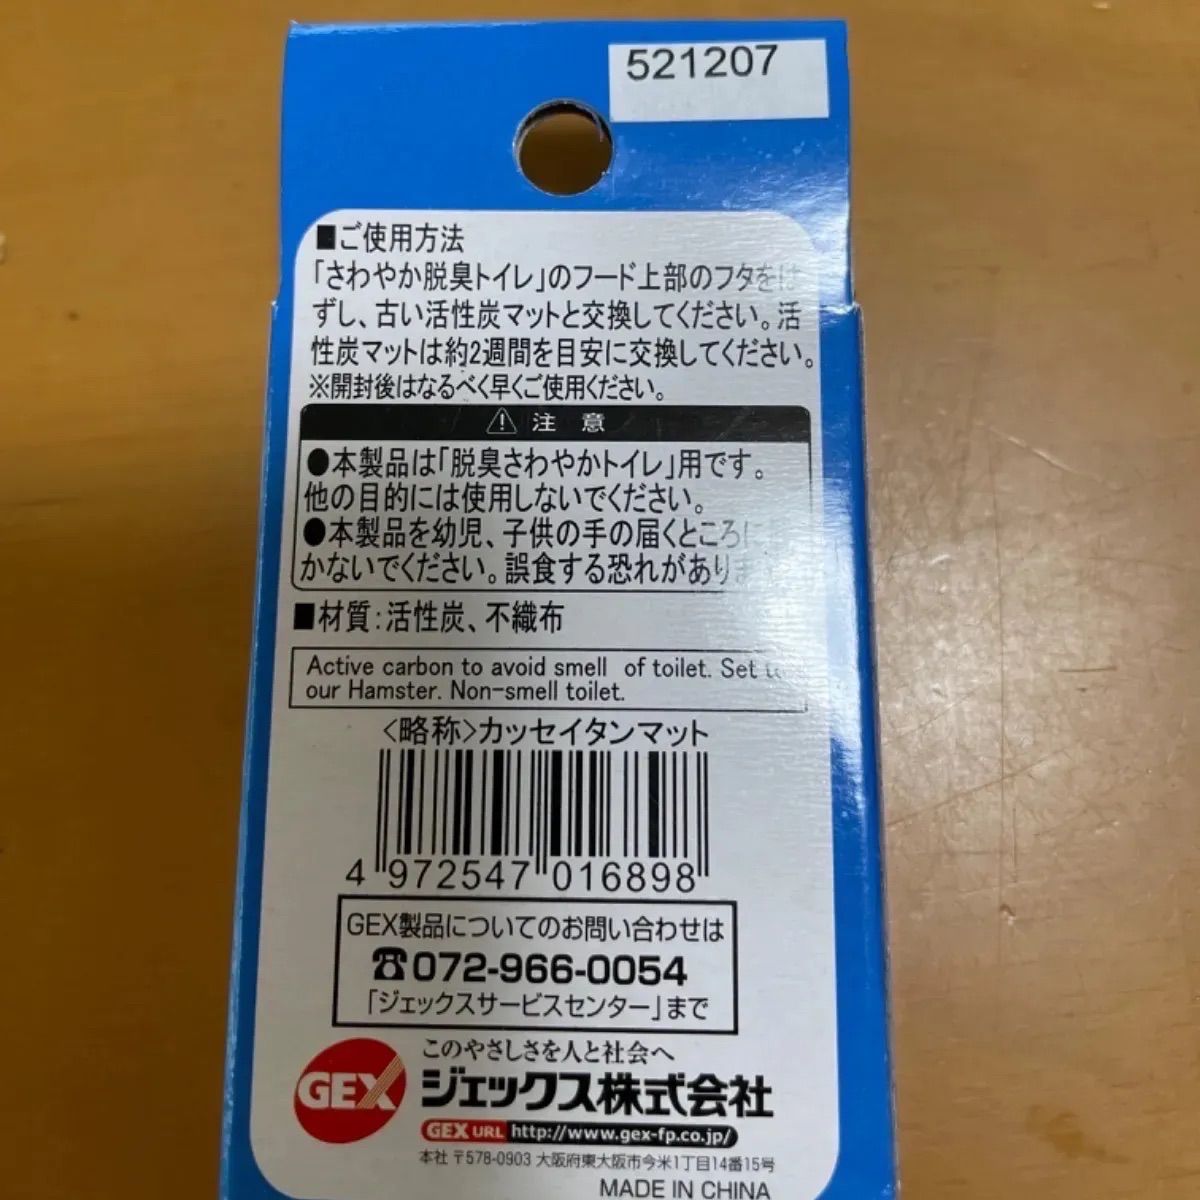 521207
■ご使用方法
「さわやか脱臭トイレ」のフード上部のフタをは
ずし、古い活性炭マットと交換してください。活
性炭マットは約2週間を目安に交換してください。
※開封後はなるべく早くご使用ください。
注 意
●本製品は「脱臭さわやかトイレ」用です。
他の目的には使用しないでください。
●本製品を幼児、子供の手の届くところに
かないでください。誤食する恐れがありま
■材質:活性炭、不織布
Active carbon to avoid smell of toilet. Set
our Hamster. Non-smell toilet.
<略称>カッセイタンマット
4 972547 016898
GEX製品についてのお問い合わせは
☎072-966-0054
「ジェックスサービスセンター」まで
このやさしさを人と社会へ
GEX ジェックス株式会社
GEX URL http://www.gex-fp.co.jp/
本社 〒578-0903 大阪府東大阪市今米1丁目14番15号
MADE IN CHINA